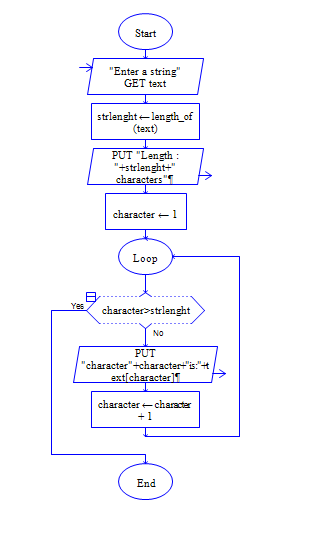 Start
"Enter a string"
GET text
strlenght ← length_of
(text)
PUT "Length :
"+strlenght+"
characters"¶
character ← 1
Loop
Yes
character>strlenght
No
PUT
"character"+character+"is:"+t
ext[character]¶
character ← character
+ 1
End